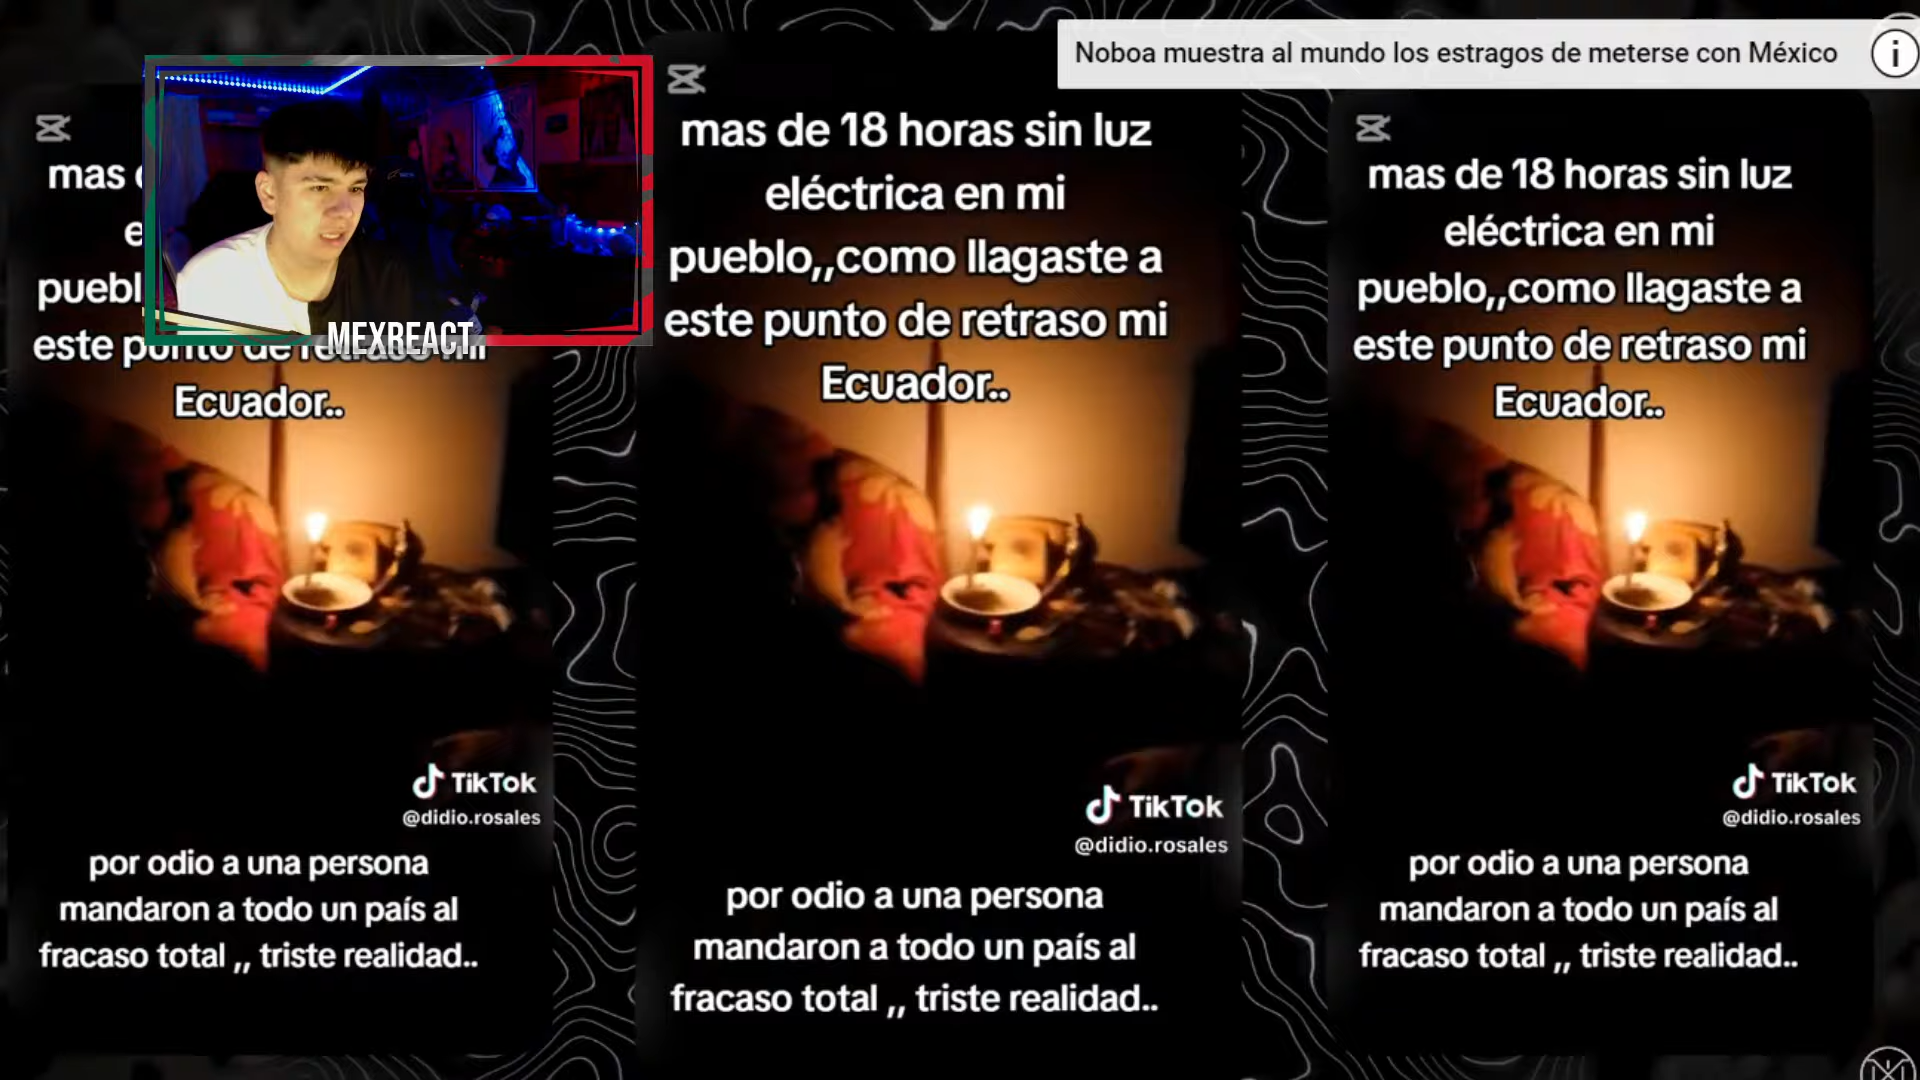 Noboa muestra al mundo los estragos de meterse con México
i
mas
e
puebl
este punto de retraso mi
Ecuador..
MEXREACT
TikTok
@didio.rosales
por odio a una persona
mandaron a todo un país al
fracaso total ,, triste realidad..
mas de 18 horas sin luz
eléctrica en mi
pueblo,,como llagaste a
este punto de retraso mi
Ecuador..
TikTok
@didio.rosales
por odio a una persona
mandaron a todo un país al
fracaso total ,, triste realidad..
mas de 18 horas sin luz
eléctrica en mi
pueblo,,como llagaste a
este punto de retraso mi
Ecuador..
TikTok
@didio.rosales
por odio a una persona
mandaron a todo un país al
fracaso total ,, triste realidad..